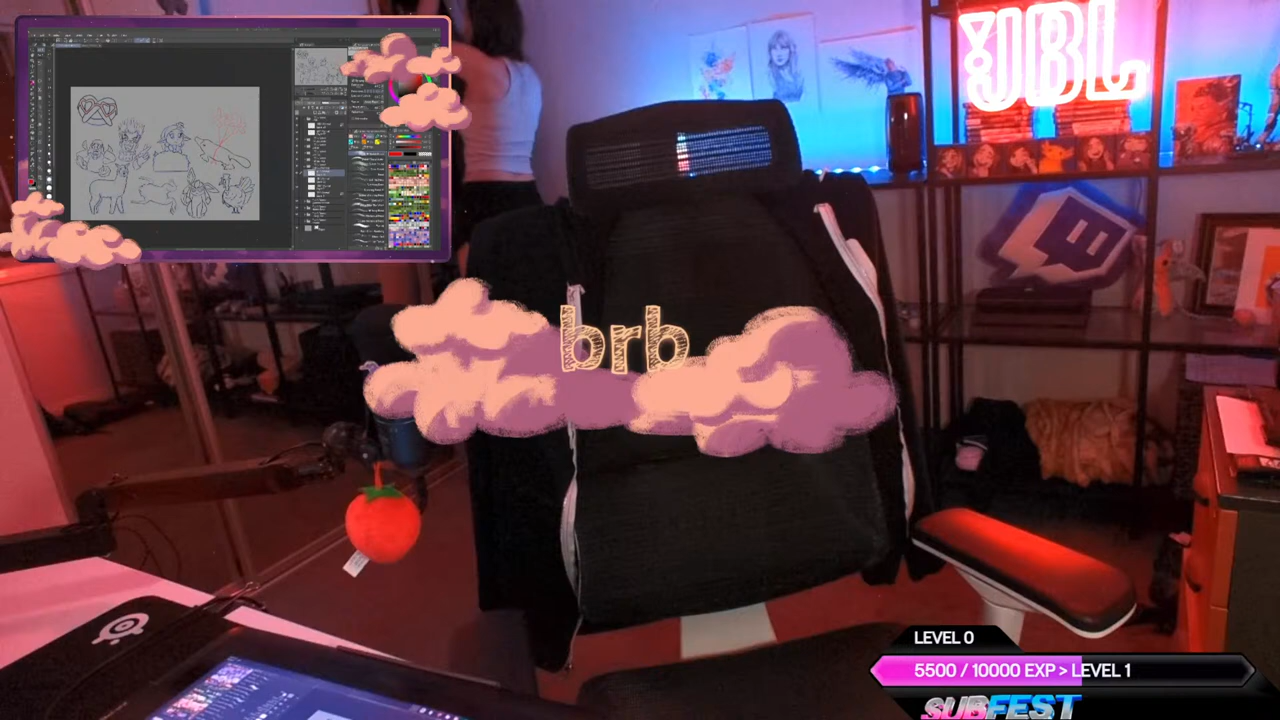 JBL
brb
LEVEL 0
5500 / 10000 EXP > LEVEL 1
SUBFEST